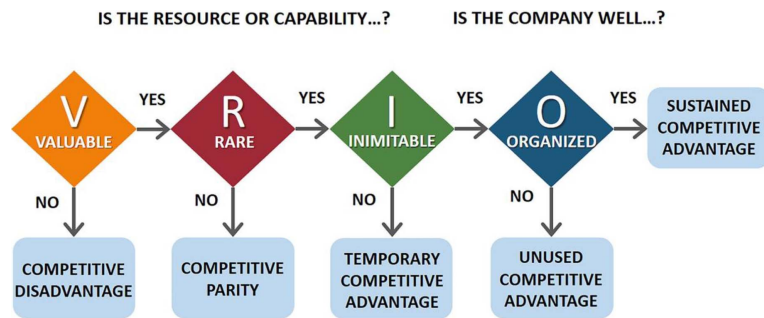 IS THE RESOURCE OR CAPABILITY...?
IS THE COMPANY WELL...?
V
VALUABLE
YES
R
RARE
YES
I
INIMITABLE
YES
O
ORGANIZED
YES
SUSTAINED
COMPETITIVE
ADVANTAGE
NO
NO
NO
NO
COMPETITIVE
DISADVANTAGE
COMPETITIVE
PARITY
TEMPORARY
COMPETITIVE
ADVANTAGE
UNUSED
COMPETITIVE
ADVANTAGE